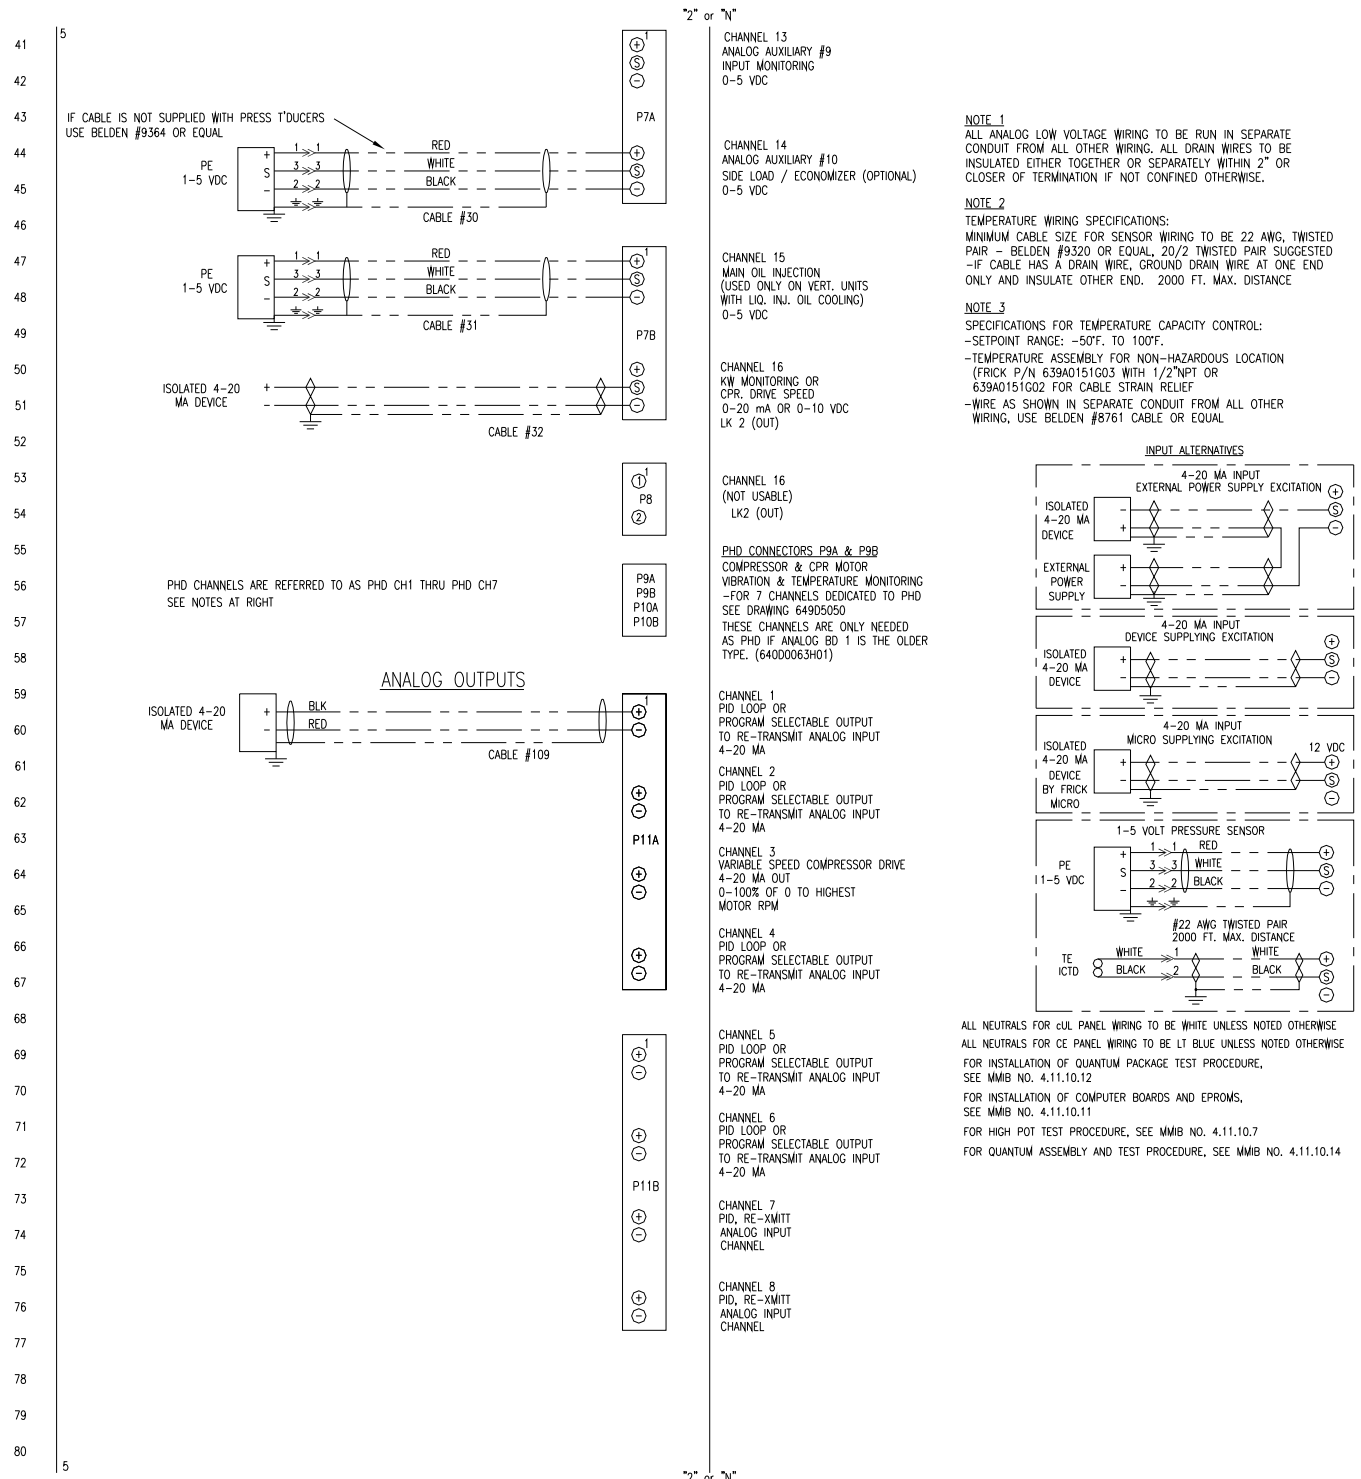 "2" or "N"
5
41
42
43
44
45
46
47
48
49
50
51
52
53
54
55
56
57
58
59
60
61
62
63
64
65
66
67
68
69
70
71
72
73
74
75
76
77
78
79
80
5
IF CABLE IS NOT SUPPLIED WITH PRESS T'DUCERS
USE BELDEN #9364 OR EQUAL
PE
1-5 VDC
+
S
-
1 1
3 3
2 2
RED
WHITE
BLACK
CABLE #30
PE
1-5 VDC
+
S
-
1 1
3 3
2 2
RED
WHITE
BLACK
CABLE #31
ISOLATED 4-20
MA DEVICE
+
-
CABLE #32
PHD CHANNELS ARE REFERRED TO AS PHD CH1 THRU PHD CH7
SEE NOTES AT RIGHT
ANALOG OUTPUTS
ISOLATED 4-20
MA DEVICE
+
-
BLK
RED
CABLE #109
1
+
S
-
P7A
+
S
-
1
+
S
-
P7B
+
S
-
1
1
P8
2
P9A
P9B
P10A
P10B
1
+
-
+
-
P11A
+
-
+
-
1
+
-
+
-
P11B
+
-
+
-
CHANNEL 13
ANALOG AUXILIARY #9
INPUT MONITORING
0-5 VDC
CHANNEL 14
ANALOG AUXILIARY #10
SIDE LOAD / ECONOMIZER (OPTIONAL)
0-5 VDC
CHANNEL 15
MAIN OIL INJECTION
(USED ONLY ON VERT. UNITS
WITH LIQ. INJ. OIL COOLING)
0-5 VDC
CHANNEL 16
KW MONITORING OR
CPR. DRIVE SPEED
0-20 mA OR 0-10 VDC
LK 2 (OUT)
CHANNEL 16
(NOT USABLE)
LK2 (OUT)
PHD CONNECTORS P9A & P9B
COMPRESSOR & CPR MOTOR
VIBRATION & TEMPERATURE MONITORING
-FOR 7 CHANNELS DEDICATED TO PHD
SEE DRAWING 649D5050
THESE CHANNELS ARE ONLY NEEDED
AS PHD IF ANALOG BD 1 IS THE OLDER
TYPE. (640D0063H01)
CHANNEL 1
PID LOOP OR
PROGRAM SELECTABLE OUTPUT
TO RE-TRANSMIT ANALOG INPUT
4-20 MA
CHANNEL 2
PID LOOP OR
PROGRAM SELECTABLE OUTPUT
TO RE-TRANSMIT ANALOG INPUT
4-20 MA
CHANNEL 3
VARIABLE SPEED COMPRESSOR DRIVE
4-20 MA OUT
0-100% OF 0 TO HIGHEST
MOTOR RPM
CHANNEL 4
PID LOOP OR
PROGRAM SELECTABLE OUTPUT
TO RE-TRANSMIT ANALOG INPUT
4-20 MA
CHANNEL 5
PID LOOP OR
PROGRAM SELECTABLE OUTPUT
TO RE-TRANSMIT ANALOG INPUT
4-20 MA
CHANNEL 6
PID LOOP OR
PROGRAM SELECTABLE OUTPUT
TO RE-TRANSMIT ANALOG INPUT
4-20 MA
CHANNEL 7
PID, RE-XMITT
ANALOG INPUT
CHANNEL
CHANNEL 8
PID, RE-XMITT
ANALOG INPUT
CHANNEL
NOTE 1
ALL ANALOG LOW VOLTAGE WIRING TO BE RUN IN SEPARATE
CONDUIT FROM ALL OTHER WIRING. ALL DRAIN WIRES TO BE
INSULATED EITHER TOGETHER OR SEPARATELY WITHIN 2" OR
CLOSER OF TERMINATION IF NOT CONFINED OTHERWISE.
NOTE 2
TEMPERATURE WIRING SPECIFICATIONS:
MINIMUM CABLE SIZE FOR SENSOR WIRING TO BE 22 AWG, TWISTED
PAIR - BELDEN #9320 OR EQUAL, 20/2 TWISTED PAIR SUGGESTED
-IF CABLE HAS A DRAIN WIRE, GROUND DRAIN WIRE AT ONE END
ONLY AND INSULATE OTHER END. 2000 FT. MAX. DISTANCE
NOTE 3
SPECIFICATIONS FOR TEMPERATURE CAPACITY CONTROL:
-SETPOINT RANGE: -50°F. TO 100°F.
-TEMPERATURE ASSEMBLY FOR NON-HAZARDOUS LOCATION
(FRICK P/N 639A0151G03 WITH 1/2"NPT OR
639A0151G02 FOR CABLE STRAIN RELIEF
-WIRE AS SHOWN IN SEPARATE CONDUIT FROM ALL OTHER
WIRING, USE BELDEN #8761 CABLE OR EQUAL
INPUT ALTERNATIVES
4-20 MA INPUT
EXTERNAL POWER SUPPLY EXCITATION
ISOLATED
4-20 MA
DEVICE
-
+
+
S
-
EXTERNAL
POWER
SUPPLY
+
-
4-20 MA INPUT
DEVICE SUPPLYING EXCITATION
ISOLATED
4-20 MA
DEVICE
+
-
+
S
-
4-20 MA INPUT
MICRO SUPPLYING EXCITATION
ISOLATED
4-20 MA
DEVICE
BY FRICK
MICRO
+
-
12 VDC
+
S
-
1-5 VOLT PRESSURE SENSOR
PE
1-5 VDC
+
S
-
1 1
3 3
2 2
RED
WHITE
BLACK
+
S
-
#22 AWG TWISTED PAIR
2000 FT. MAX. DISTANCE
TE
ICTD
WHITE 1 WHITE
BLACK 2 BLACK
+
S
-
ALL NEUTRALS FOR cUL PANEL WIRING TO BE WHITE UNLESS NOTED OTHERWISE
ALL NEUTRALS FOR CE PANEL WIRING TO BE LT BLUE UNLESS NOTED OTHERWISE
FOR INSTALLATION OF QUANTUM PACKAGE TEST PROCEDURE,
SEE MMIB NO. 4.11.10.12
FOR INSTALLATION OF COMPUTER BOARDS AND EPROMS,
SEE MMIB NO. 4.11.10.11
FOR HIGH POT TEST PROCEDURE, SEE MMIB NO. 4.11.10.7
FOR QUANTUM ASSEMBLY AND TEST PROCEDURE, SEE MMIB NO. 4.11.10.14
"2" or "N"